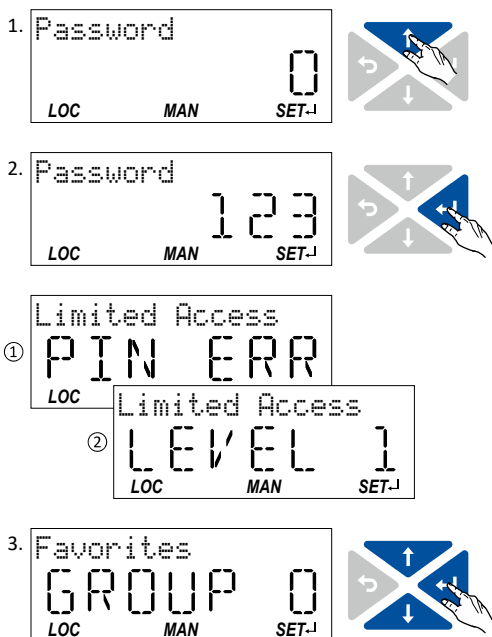 1. Password
0
LOC MAN SET↵
2. Password
123
LOC MAN SET↵
Limited Access
① PIN ERR
LOC
Limited Access
② LEVEL 1
LOC MAN SET↵
3. Favorites
GROUP 0
LOC MAN SET↵